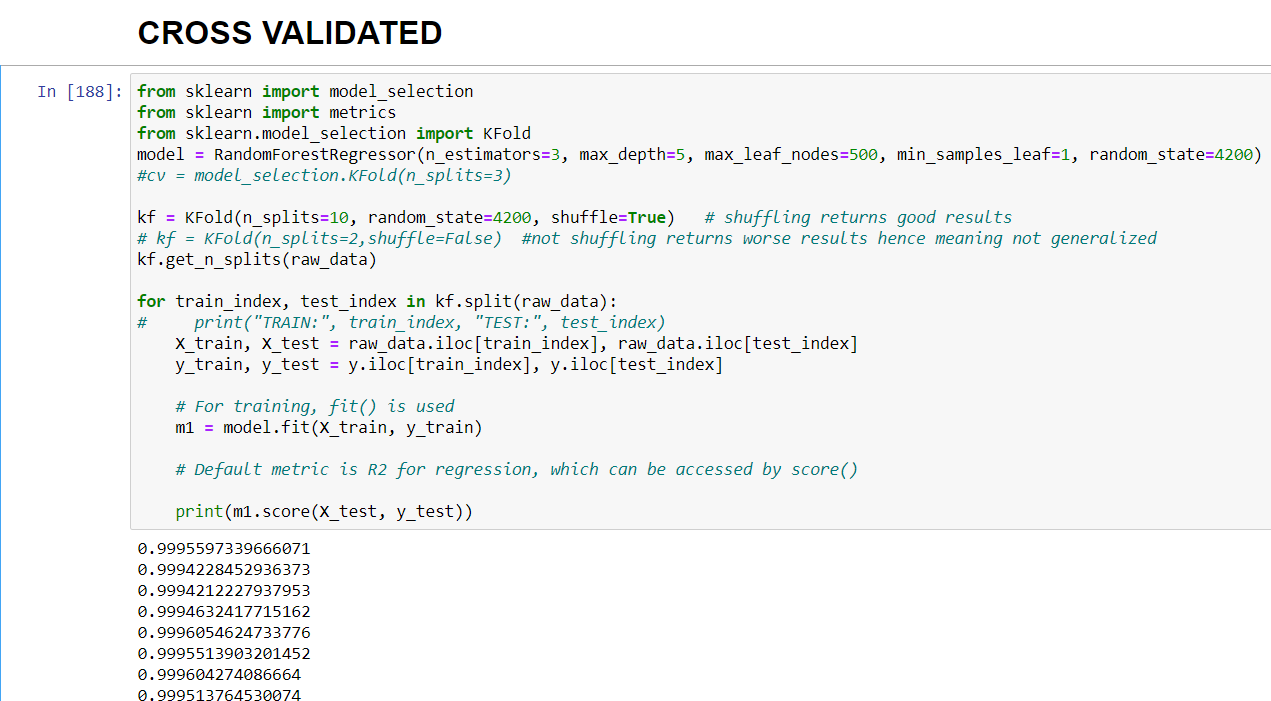 CROSS VALIDATED
In [188]:
from sklearn import model_selection
from sklearn import metrics
from sklearn.model_selection import KFold
model = RandomForestRegressor(n_estimators=3, max_depth=5, max_leaf_nodes=500, min_samples_leaf=1, random_state=4200)
#cv = model_selection.KFold(n_splits=3)

kf = KFold(n_splits=10, random_state=4200, shuffle=True)   # shuffling returns good results
# kf = KFold(n_splits=2,shuffle=False)  #not shuffling returns worse results hence meaning not generalized
kf.get_n_splits(raw_data)

for train_index, test_index in kf.split(raw_data):
#     print("TRAIN:", train_index, "TEST:", test_index)
    X_train, X_test = raw_data.iloc[train_index], raw_data.iloc[test_index]
    y_train, y_test = y.iloc[train_index], y.iloc[test_index]

    # For training, fit() is used
    m1 = model.fit(X_train, y_train)

    # Default metric is R2 for regression, which can be accessed by score()

    print(m1.score(X_test, y_test))
0.9995597339666071
0.9994228452936373
0.9994212227937953
0.9994632417715162
0.9996054624733776
0.9995513903201452
0.999604274086664
0.999513764530074